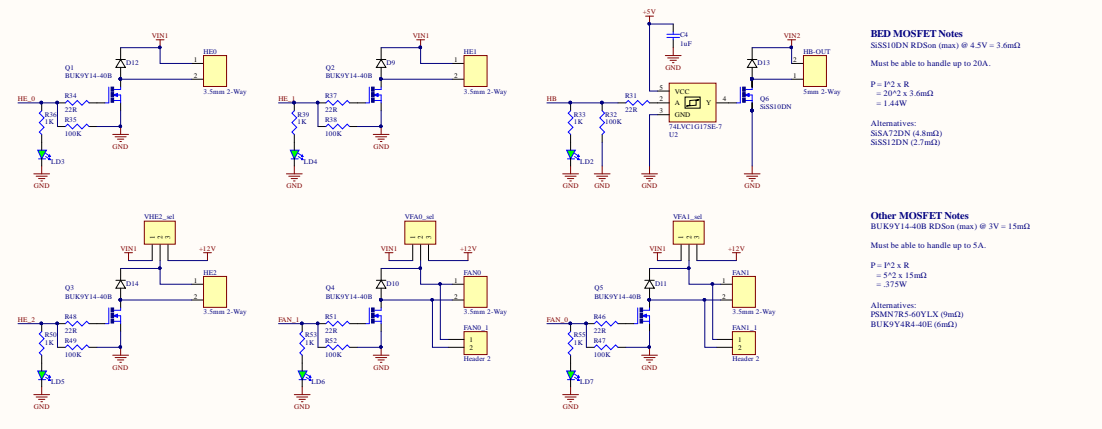 VIN1
HE0
D12
1
2
3.5mm 2-Way
Q1
BUK9Y14-40B
HE_0
R34
22R
R36
1K
R35
100K
GND
LD3
GND
VIN1
HE1
D9
1
2
3.5mm 2-Way
Q2
BUK9Y14-40B
HE_1
R37
22R
R39
1K
R38
100K
GND
LD4
GND
+5V
C4
1uF
GND
VIN2
HB-OUT
D13
2
1
5mm 2-Way
Q6
SiSS10DN
HB
R31
22R
R33
1K
R32
100K
5
VCC
2
A
Y
4
3
GND
74LVC1G17SE-7
U2
LD2
GND
GND
GND
GND
BED MOSFET Notes
SiSS10DN RDSon (max) @ 4.5V = 3.6mΩ
Must be able to handle up to 20A.
P = I^2 x R
= 20^2 x 3.6mΩ
= 1.44W
Alternatives:
SiSA72DN (4.8mΩ)
SiSS12DN (2.7mΩ)
VHE2_sel
1 2 3
VIN1
+12V
HE2
D14
1
2
3.5mm 2-Way
Q3
BUK9Y14-40B
HE_2
R48
22R
R50
1K
R49
100K
GND
LD5
GND
VFA0_sel
1 2 3
VIN1
+12V
FAN0
D10
1
2
3.5mm 2-Way
Q4
BUK9Y14-40B
FAN_1
R51
22R
R53
1K
R52
100K
FAN0_1
1
2
Header 2
GND
LD6
GND
VFA1_sel
1 2 3
VIN1
+12V
FAN1
D11
1
2
3.5mm 2-Way
Q5
BUK9Y14-40B
FAN_0
R46
22R
R55
1K
R47
100K
FAN1_1
1
2
Header 2
GND
LD7
GND
Other MOSFET Notes
BUK9Y14-40B RDSon (max) @ 3V = 15mΩ
Must be able to handle up to 5A.
P = I^2 x R
= 5^2 x 15mΩ
= .375W
Alternatives:
PSMN7R5-60YLX (9mΩ)
BUK9Y4R4-40E (6mΩ)